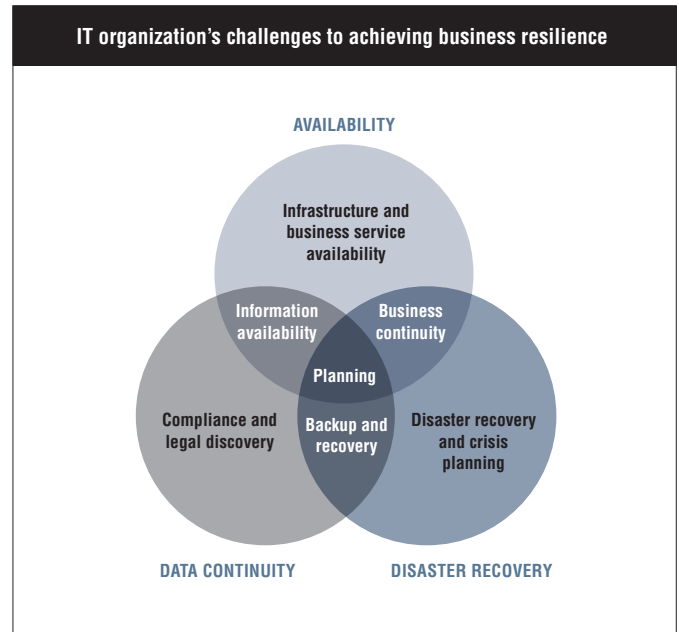 IT organization's challenges to achieving business resilience
AVAILABILITY
Infrastructure and
business service
availability
Information
availability
Business
continuity
Planning
Compliance and
legal discovery
Backup and
recovery
Disaster recovery
and crisis
planning
DATA CONTINUITY
DISASTER RECOVERY